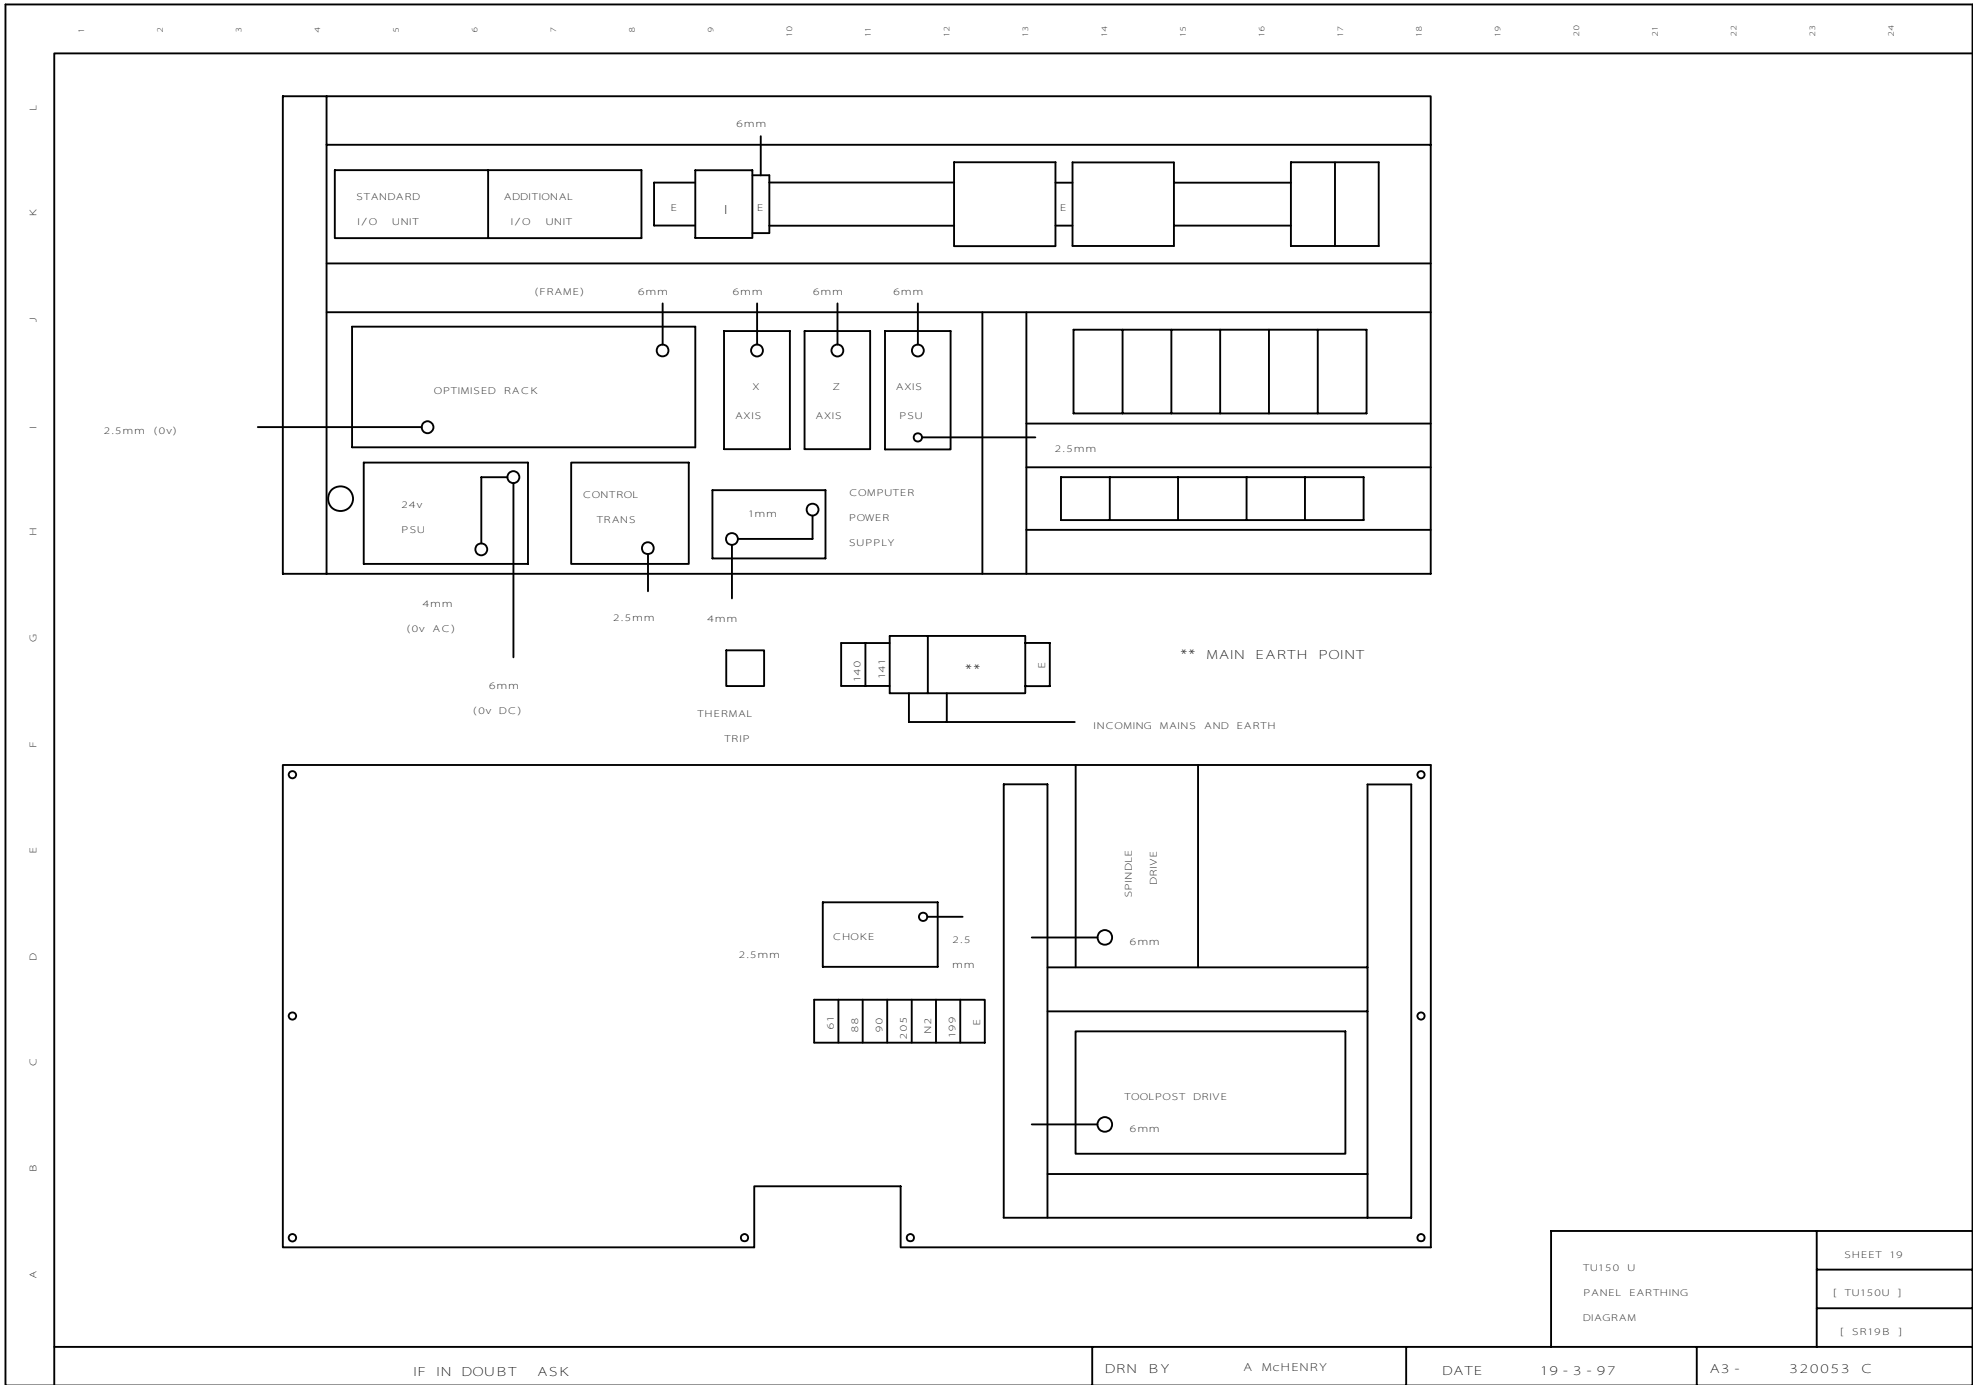 1 2 3 4 5 6 7 8 9 10 11 12 13 14 15 16 17 18 19 20 21 22 23 24
L
K
J
I
H
G
F
E
D
C
B
A
6mm
STANDARD
I/O UNIT
ADDITIONAL
I/O UNIT
E
I
E
E
(FRAME)
6mm
6mm
6mm
6mm
OPTIMISED RACK
X
AXIS
Z
AXIS
AXIS
PSU
2.5mm (0v)
2.5mm
24v
PSU
CONTROL
TRANS
1mm
COMPUTER
POWER
SUPPLY
4mm
(0v AC)
2.5mm
4mm
6mm
(0v DC)
THERMAL
TRIP
140
141
**
E
** MAIN EARTH POINT
INCOMING MAINS AND EARTH
SPINDLE
DRIVE
6mm
CHOKE
2.5mm
2.5
mm
61
88
90
205
N2
199
E
TOOLPOST DRIVE
6mm
TU150 U
PANEL EARTHING
DIAGRAM
SHEET 19
[ TU150U ]
[ SR19B ]
IF IN DOUBT ASK
DRN BY A McHENRY
DATE 19-3-97
A3- 320053 C